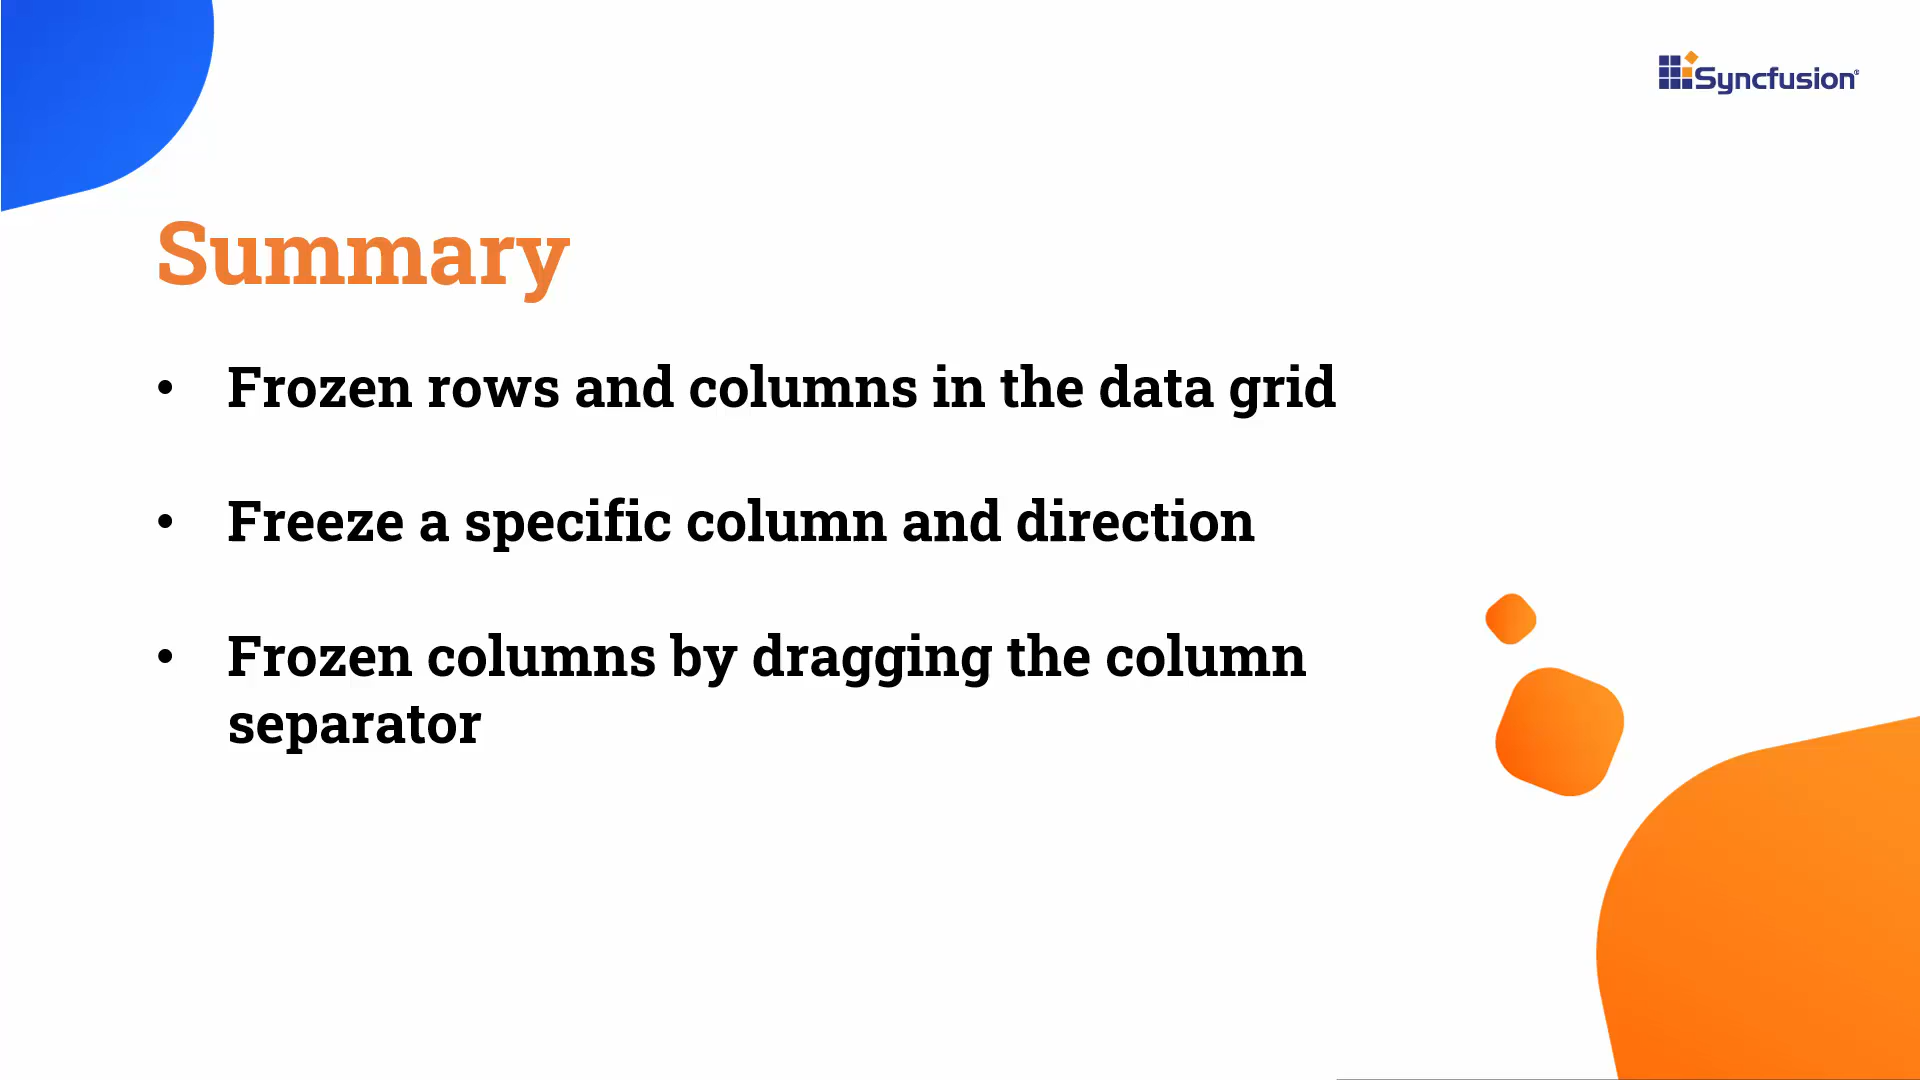 Syncfusion®
Summary
• Frozen rows and columns in the data grid
• Freeze a specific column and direction
• Frozen columns by dragging the column
separator